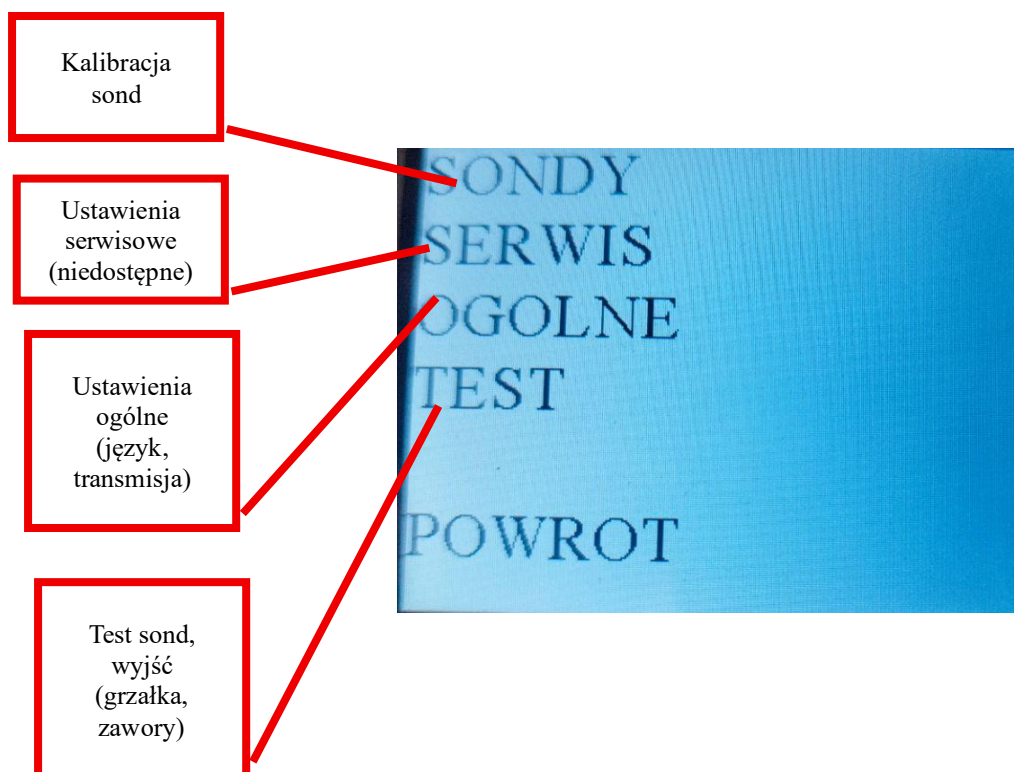 Kalibracja
sond
Ustawienia
serwisowe
(niedostępne)
Ustawienia
ogólne
(język,
transmisja)
Test sond,
wyjść
(grzałka,
zawory)
SONDY
SERWIS
OGOLNE
TEST
POWROT